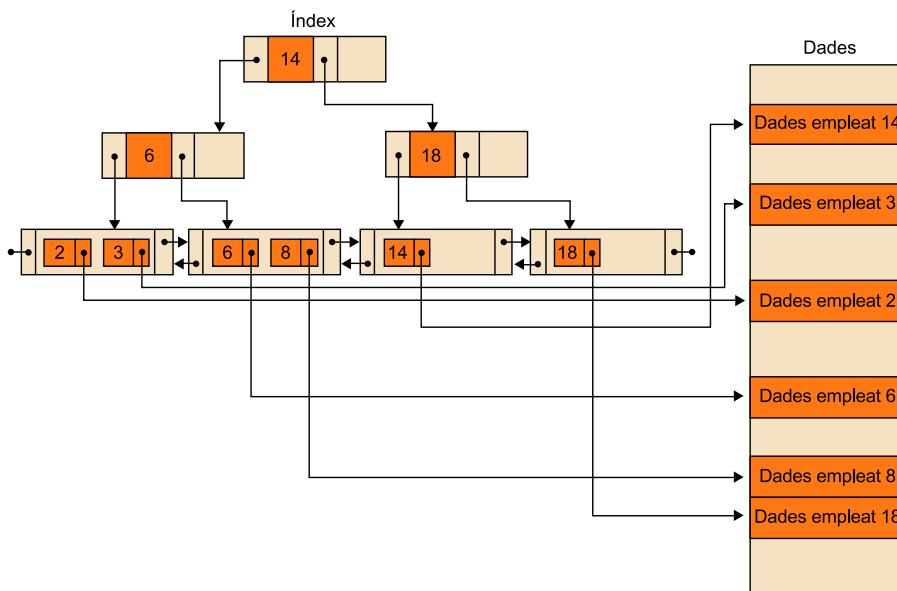 Índex
14
6
18
2
3
6
8
14
18
Dades
Dades empleat 14
Dades empleat 3
Dades empleat 2
Dades empleat 6
Dades empleat 8
Dades empleat 18